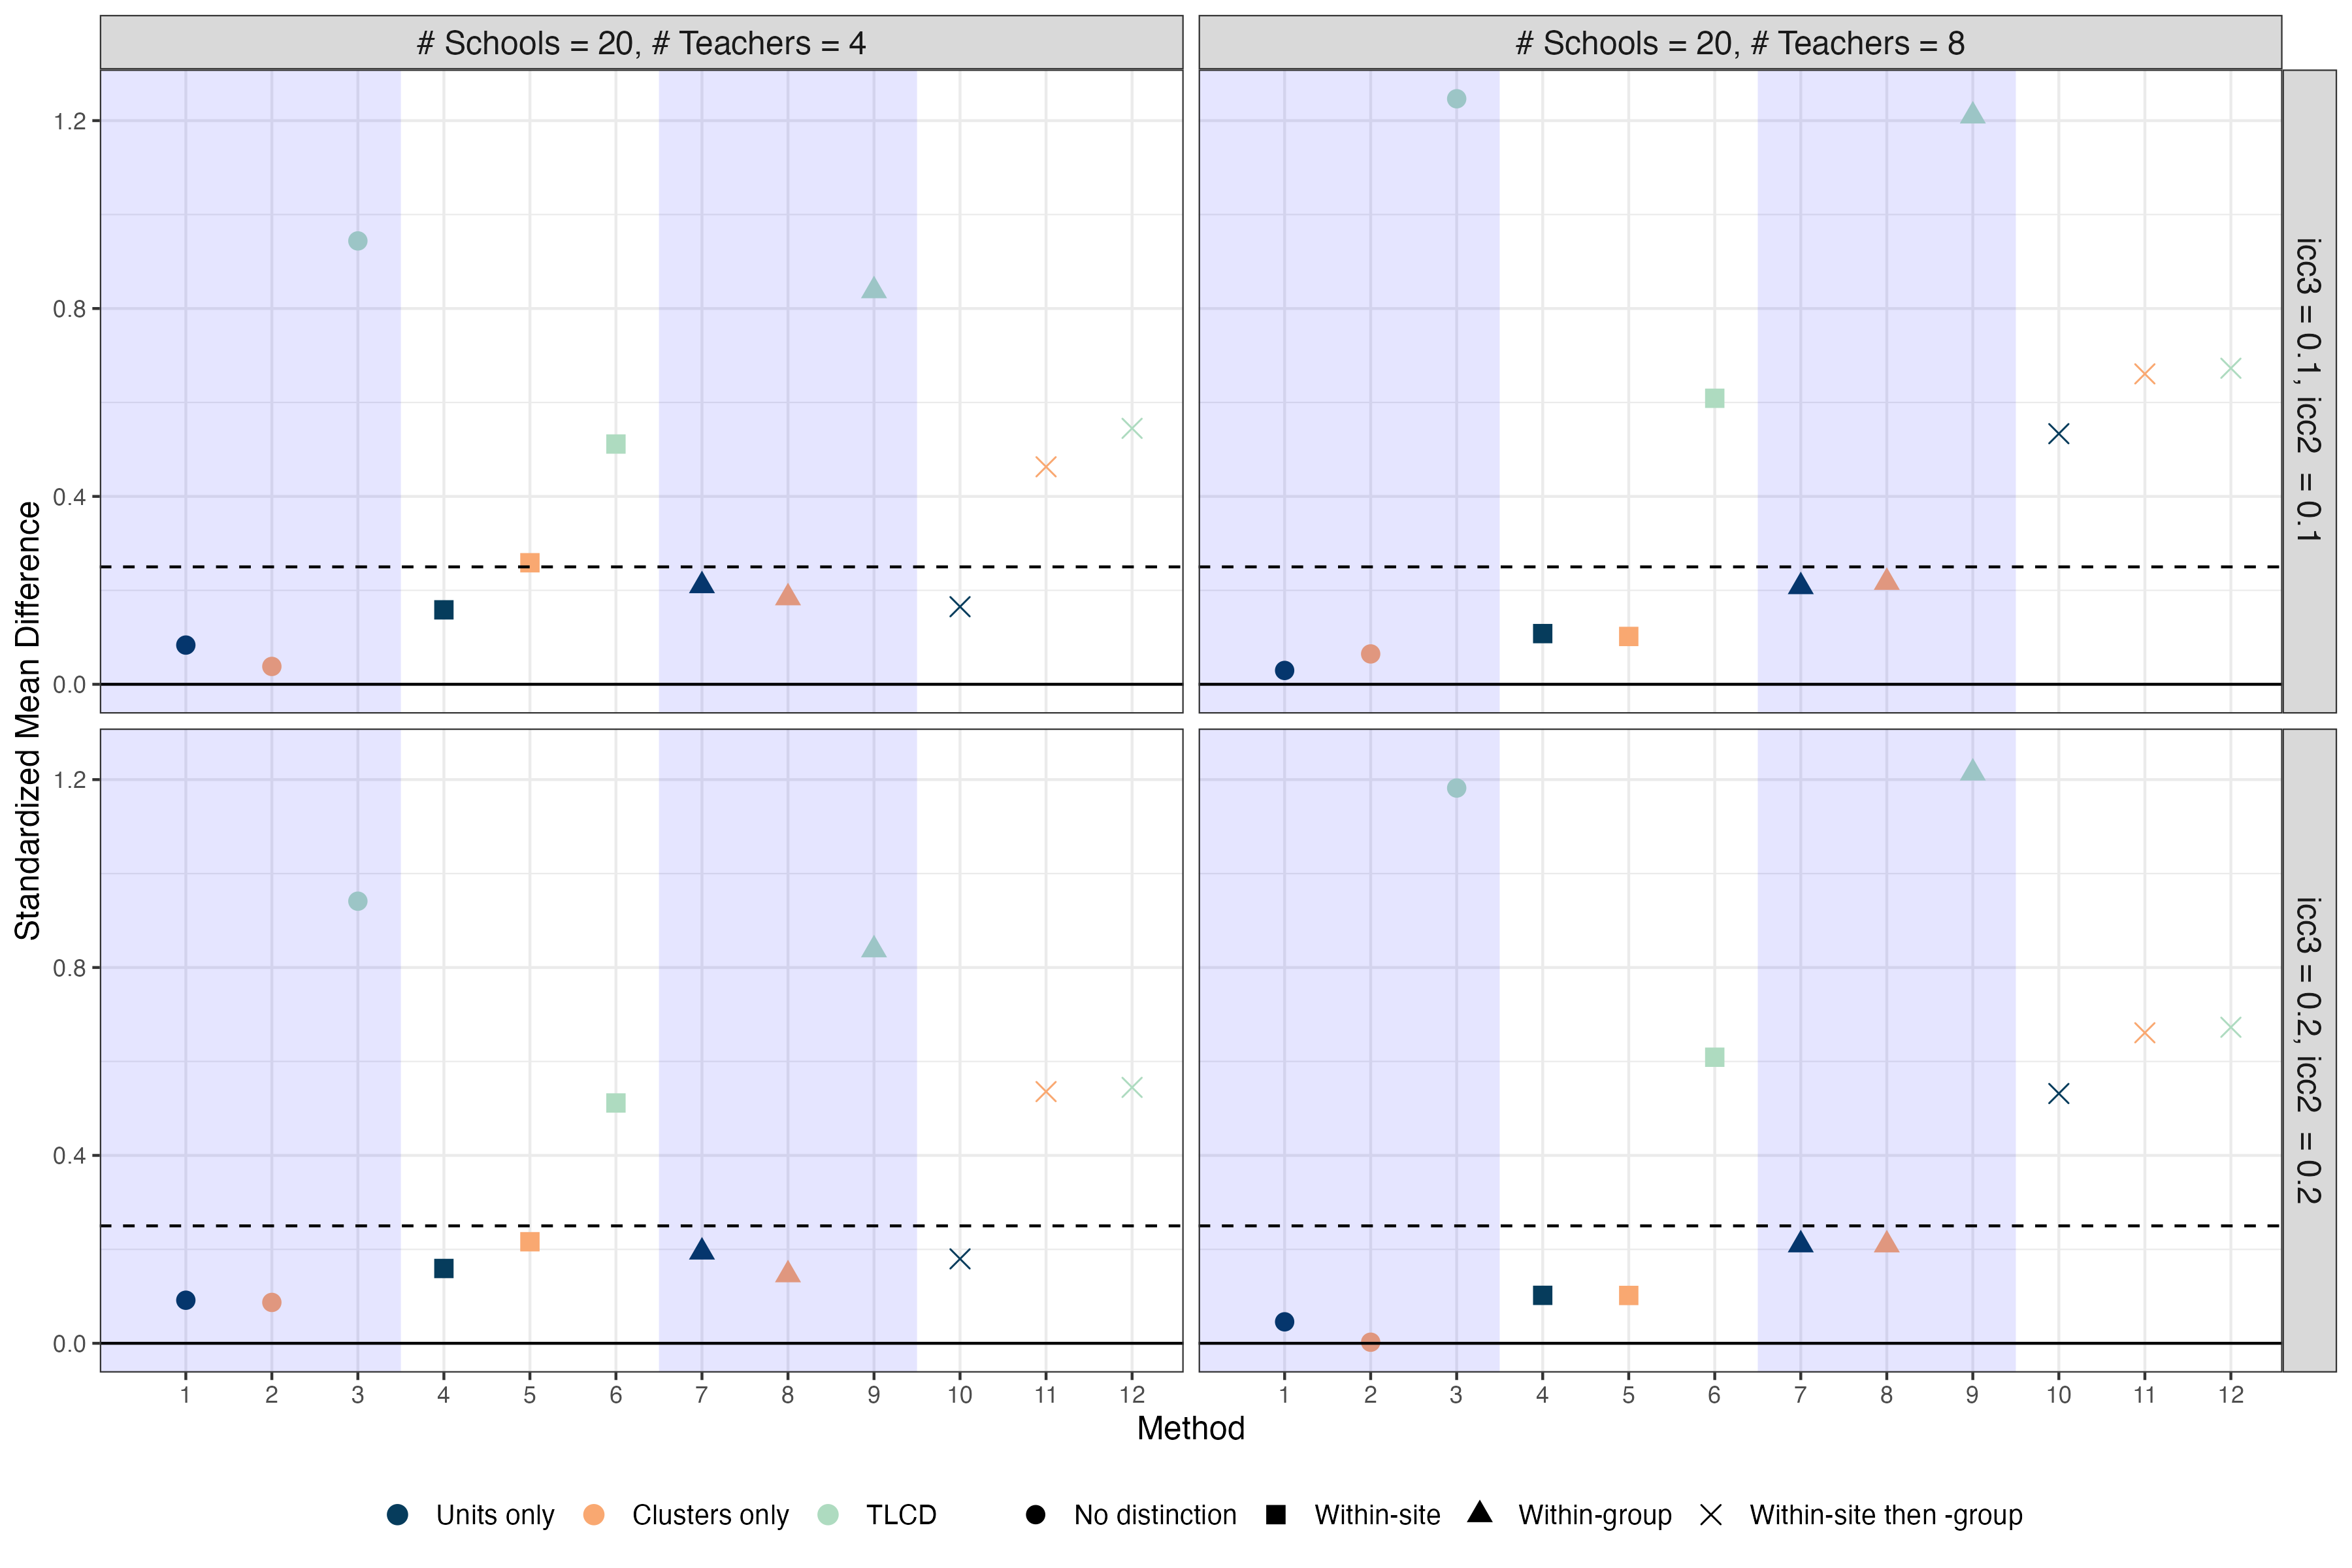 # Schools = 20, # Teachers = 4
# Schools = 20, # Teachers = 8
Standardized Mean Difference
1.2
0.8
0.4
0.0
icc3 = 0.1, icc2 = 0.1
1.2
0.8
0.4
0.0
icc3 = 0.2, icc2 = 0.2
1 2 3 4 5 6 7 8 9 10 11 12
1 2 3 4 5 6 7 8 9 10 11 12
Method
Units only Clusters only TLCD No distinction Within-site Within-group Within-site then -group